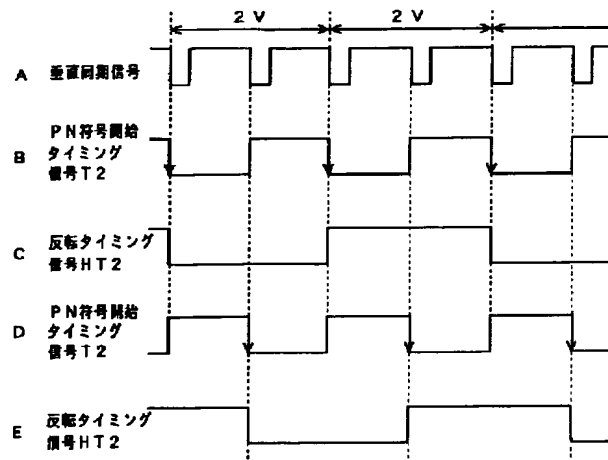 2 V 2 V
A 垂直同期信号
PN符号開始
B タイミング
信号T2
反転タイミング
C 信号HT2
PN符号開始
D タイミング
信号T2
反転タイミング
E 信号HT2